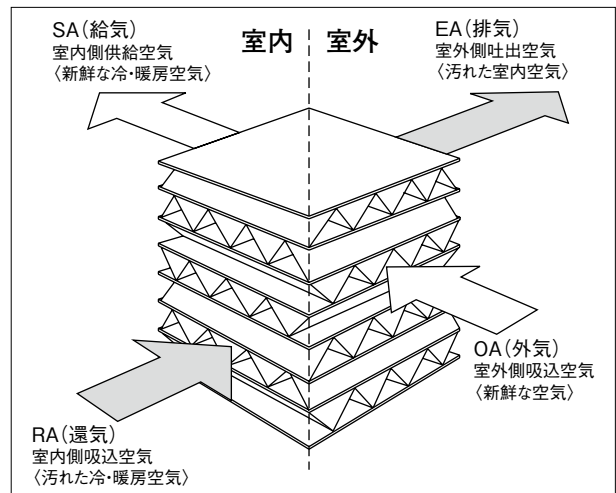 SA(給気)
室内側供給空気
〈新鮮な冷・暖房空気〉
室内
室外
EA(排気)
室外側吐出空気
〈汚れた室内空気〉
OA(外気)
室外側吸込空気
〈新鮮な空気〉
RA(還気)
室内側吸込空気
〈汚れた冷・暖房空気〉